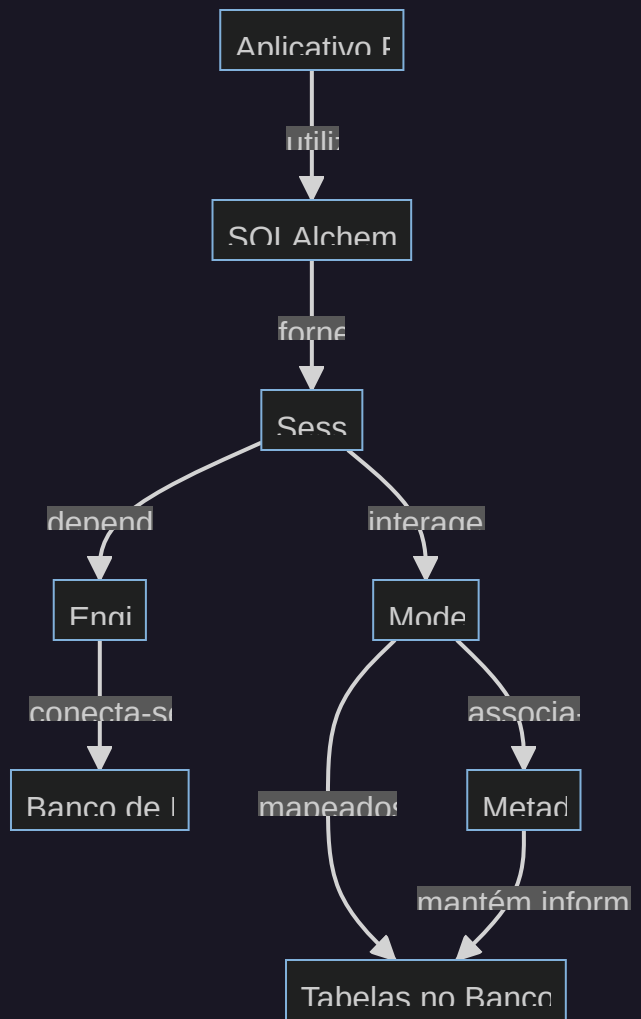 Aplicativo
utiliz
SQLAlchem
forne
Sess
depend
interage
Engi
Mode
conecta-se
associa-
Banco de
mapeados
Metad
mantém inform
Tabelas no Banco